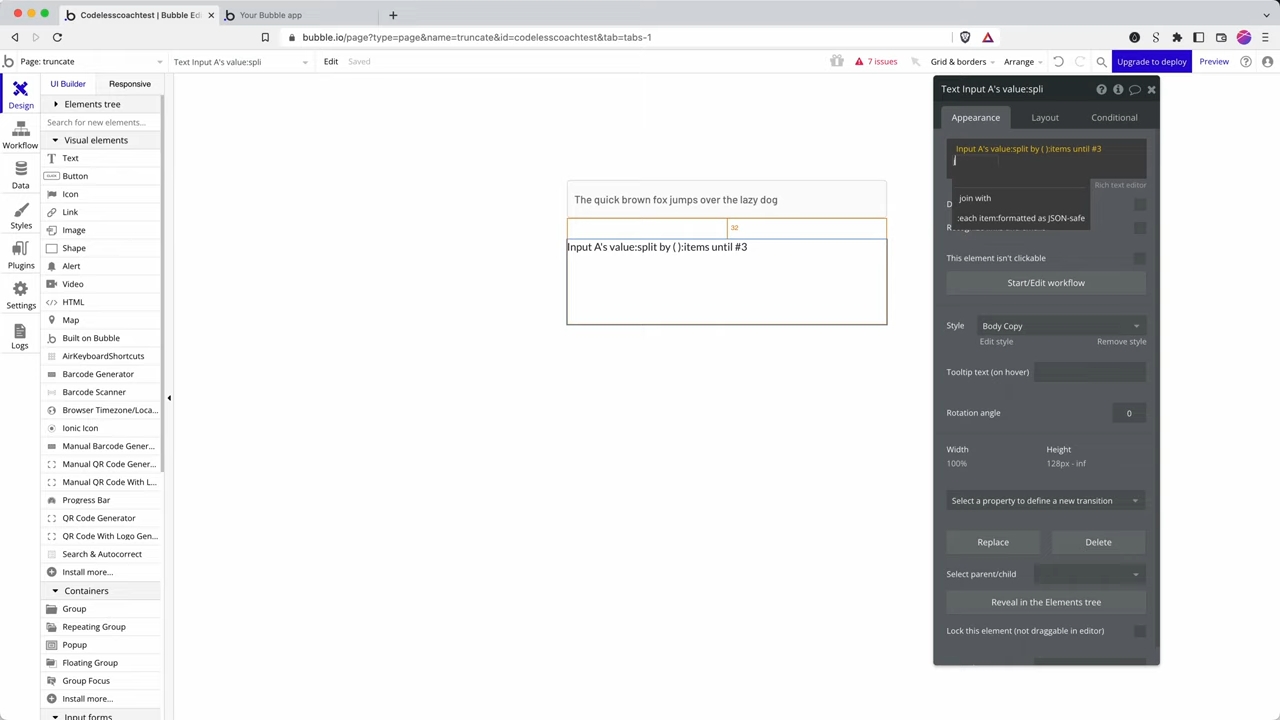 Codelesscoachtest | Bubble Ed
Your Bubble app
bubble.io/page?type=page&name=truncate&id=codelesscoachtest&tab=tabs-1
Page: truncate
Text Input A's value:spli
Edit
Saved
7 issues
Grid & borders
Arrange
Upgrade to deploy
Preview
Design
Workflow
Data
Styles
Plugins
Settings
Logs
UI Builder
Responsive
Elements tree
Search for new elements...
Visual elements
Text
CLICK
Button
Icon
Link
Image
Shape
Alert
Video
HTML
Map
Built on Bubble
AirKeyboardShortcuts
Barcode Generator
Barcode Scanner
Browser Timezone/Loca...
Ionic Icon
Manual Barcode Gener...
Manual QR Code Gener...
Manual QR Code With L...
Progress Bar
QR Code Generator
QR Code With Logo Gen...
Search & Autocorrect
Install more...
Containers
Group
Repeating Group
Popup
Floating Group
Group Focus
Install more...
Input forms
The quick brown fox jumps over the lazy dog
32
Input A's value:split by ( ):items until #3
Text Input A's value:spli
Appearance
Layout
Conditional
Input A's value:split by ( ):items until #3
j
Rich text editor
join with
:each item:formatted as JSON-safe
This element isn't clickable
Start/Edit workflow
Style
Body Copy
Edit style
Remove style
Tooltip text (on hover)
Rotation angle
0
Width
Height
100%
128px - inf
Select a property to define a new transition
Replace
Delete
Select parent/child
Reveal in the Elements tree
Lock this element (not draggable in editor)